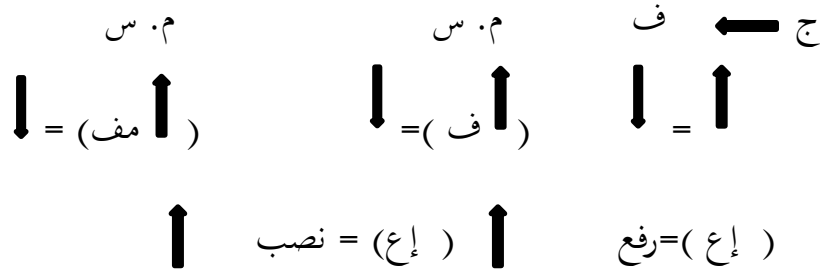 ج ← ف م. س م. س
↑ = ↓ (↑ ف )= ↓ (↑ مف) = ↓
( إع )=رفع ↑ ( إع) = نصب ↑